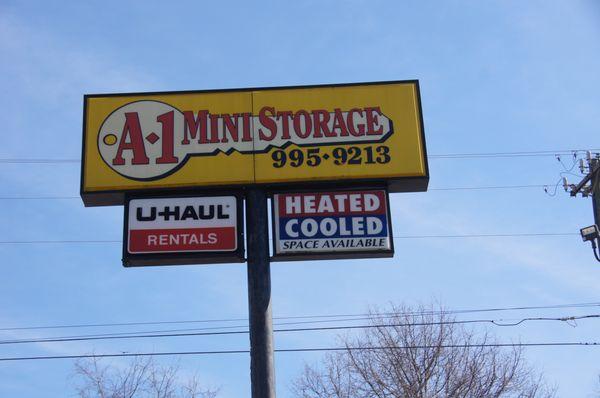 A·1 MINI STORAGE
995·9213
U-HAUL
RENTALS
HEATED
COOLED
SPACE AVAILABLE